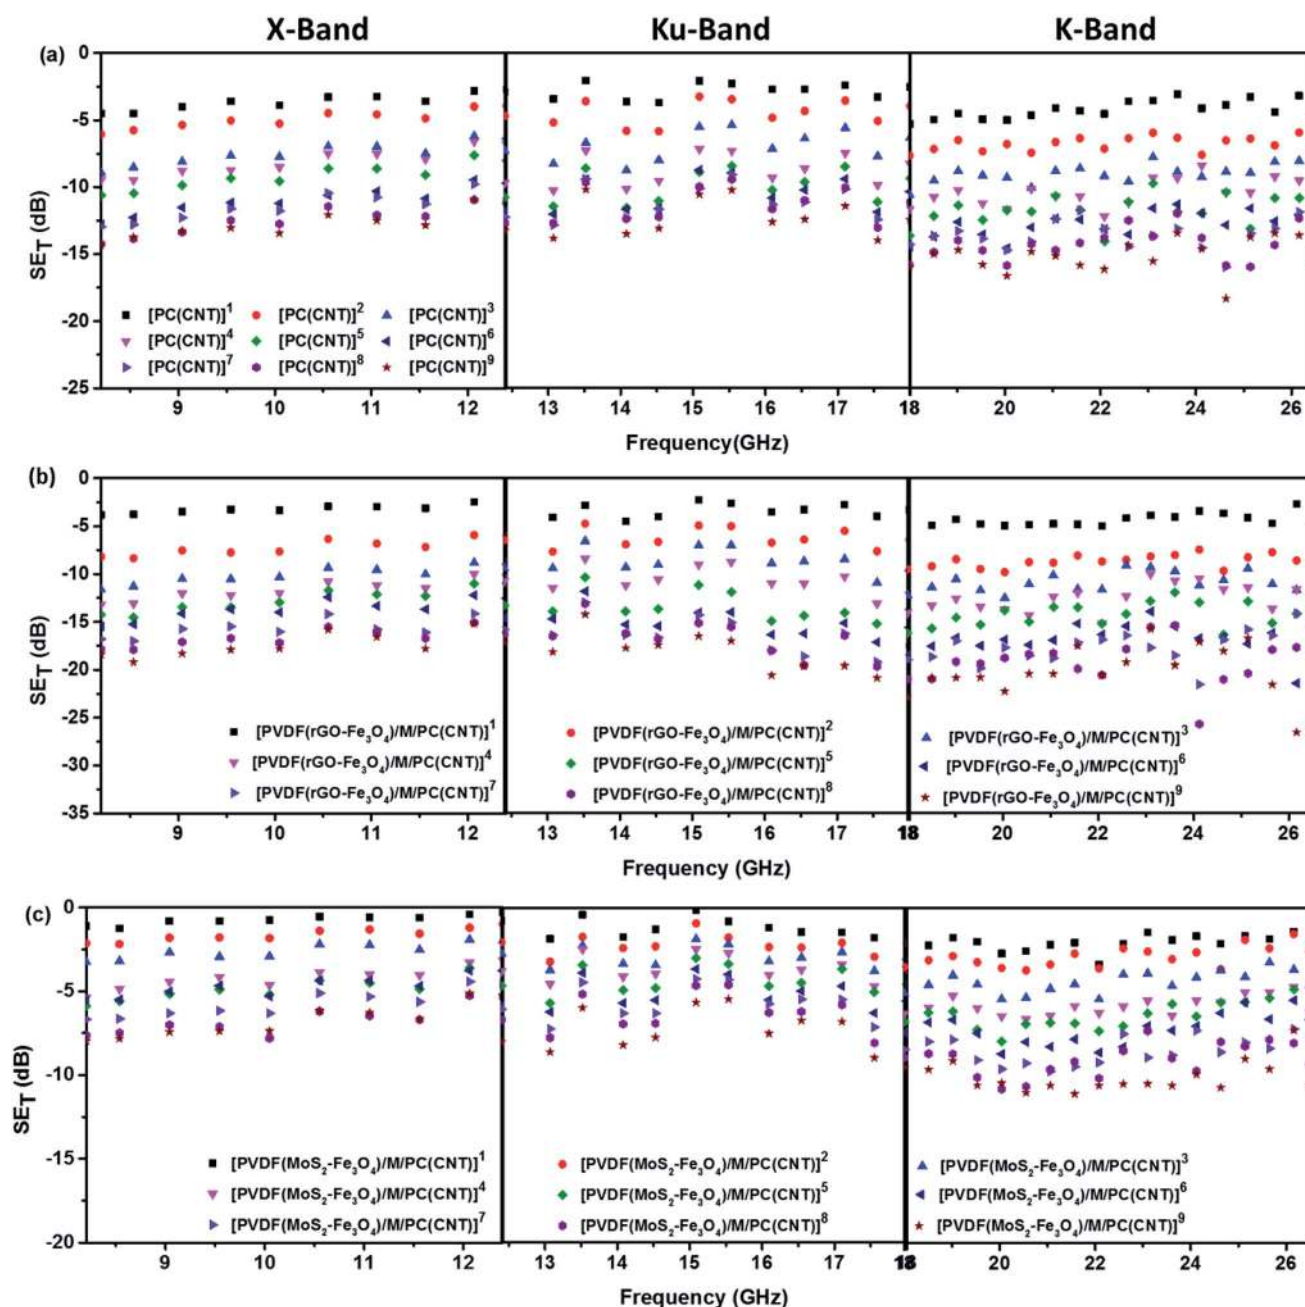 X-Band Ku-Band K-Band
(a)
0
-5
-10
-15
-20
-25
SE_T (dB)
[PC(CNT)]^1 [PC(CNT)]^2 [PC(CNT)]^3
[PC(CNT)]^4 [PC(CNT)]^5 [PC(CNT)]^6
[PC(CNT)]^7 [PC(CNT)]^8 [PC(CNT)]^9
9 10 11 12 13 14 15 16 17 18 20 22 24 26
Frequency(GHz)
(b)
0
-5
-10
-15
-20
-25
-30
-35
SE_T (dB)
[PVDF(rGO-Fe₃O₄)/M/PC(CNT)]^1 [PVDF(rGO-Fe₃O₄)/M/PC(CNT)]^2 [PVDF(rGO-Fe₃O₄)/M/PC(CNT)]^3
[PVDF(rGO-Fe₃O₄)/M/PC(CNT)]^4 [PVDF(rGO-Fe₃O₄)/M/PC(CNT)]^5 [PVDF(rGO-Fe₃O₄)/M/PC(CNT)]^6
[PVDF(rGO-Fe₃O₄)/M/PC(CNT)]^7 [PVDF(rGO-Fe₃O₄)/M/PC(CNT)]^8 [PVDF(rGO-Fe₃O₄)/M/PC(CNT)]^9
9 10 11 12 13 14 15 16 17 18 20 22 24 26
Frequency (GHz)
(c)
0
-5
-10
-15
-20
SE_T (dB)
[PVDF(MoS₂-Fe₃O₄)/M/PC(CNT)]^1 [PVDF(MoS₂-Fe₃O₄)/M/PC(CNT)]^2 [PVDF(MoS₂-Fe₃O₄)/M/PC(CNT)]^3
[PVDF(MoS₂-Fe₃O₄)/M/PC(CNT)]^4 [PVDF(MoS₂-Fe₃O₄)/M/PC(CNT)]^5 [PVDF(MoS₂-Fe₃O₄)/M/PC(CNT)]^6
[PVDF(MoS₂-Fe₃O₄)/M/PC(CNT)]^7 [PVDF(MoS₂-Fe₃O₄)/M/PC(CNT)]^8 [PVDF(MoS₂-Fe₃O₄)/M/PC(CNT)]^9
9 10 11 12 13 14 15 16 17 18 20 22 24 26
Frequency (GHz)